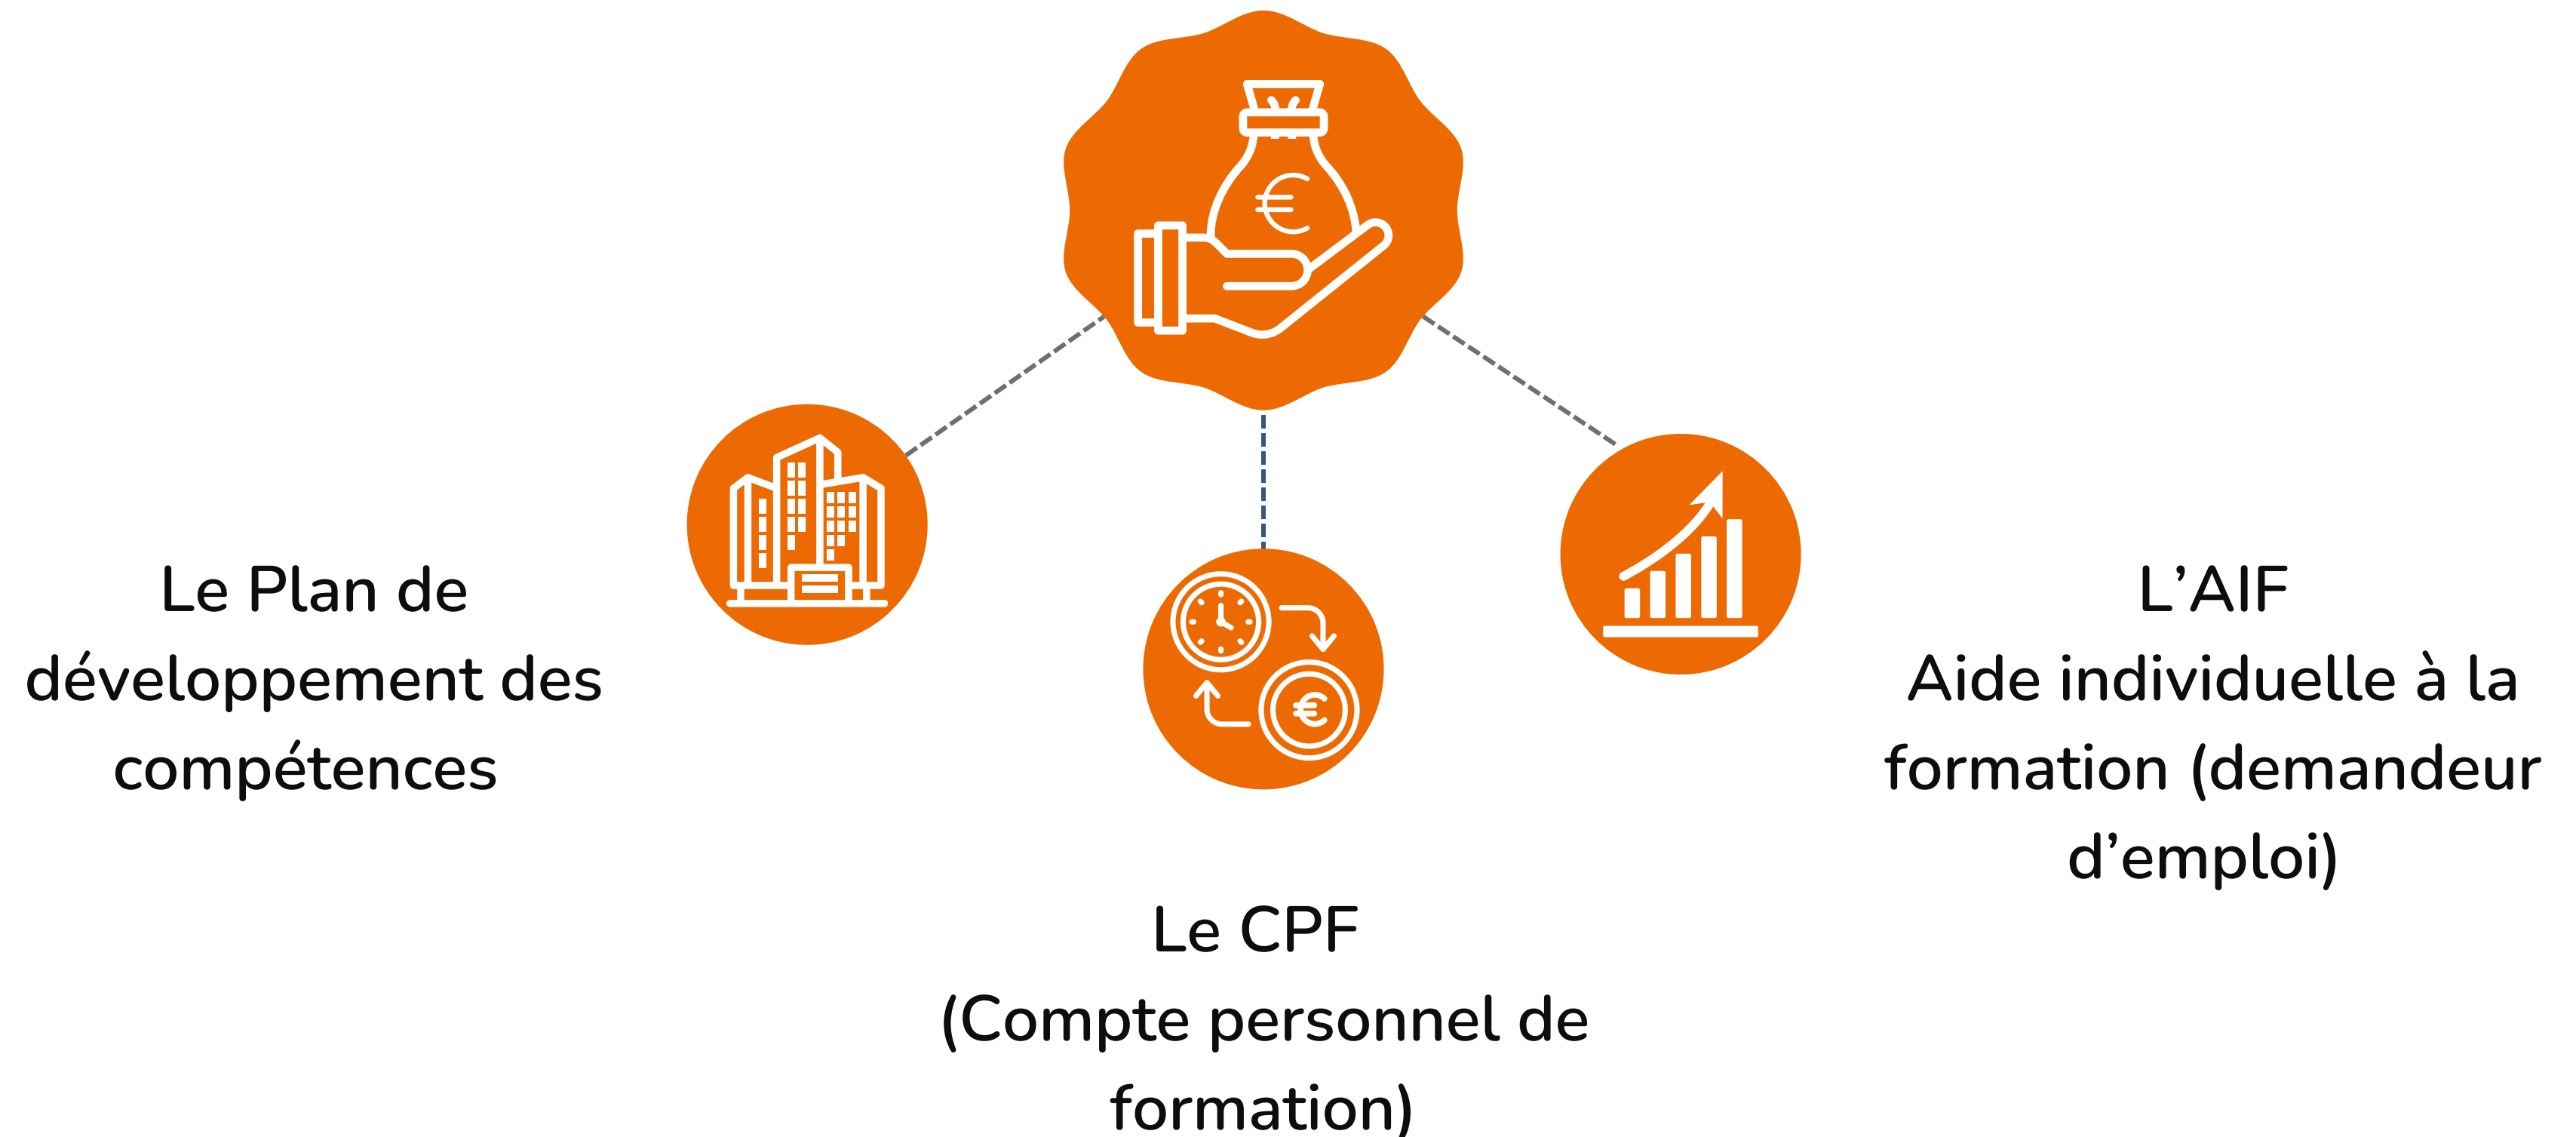 Le Plan de
développement des
compétences
Le CPF
(Compte personnel de
formation)
L’AIF
Aide individuelle à la
formation (demandeur
d’emploi)